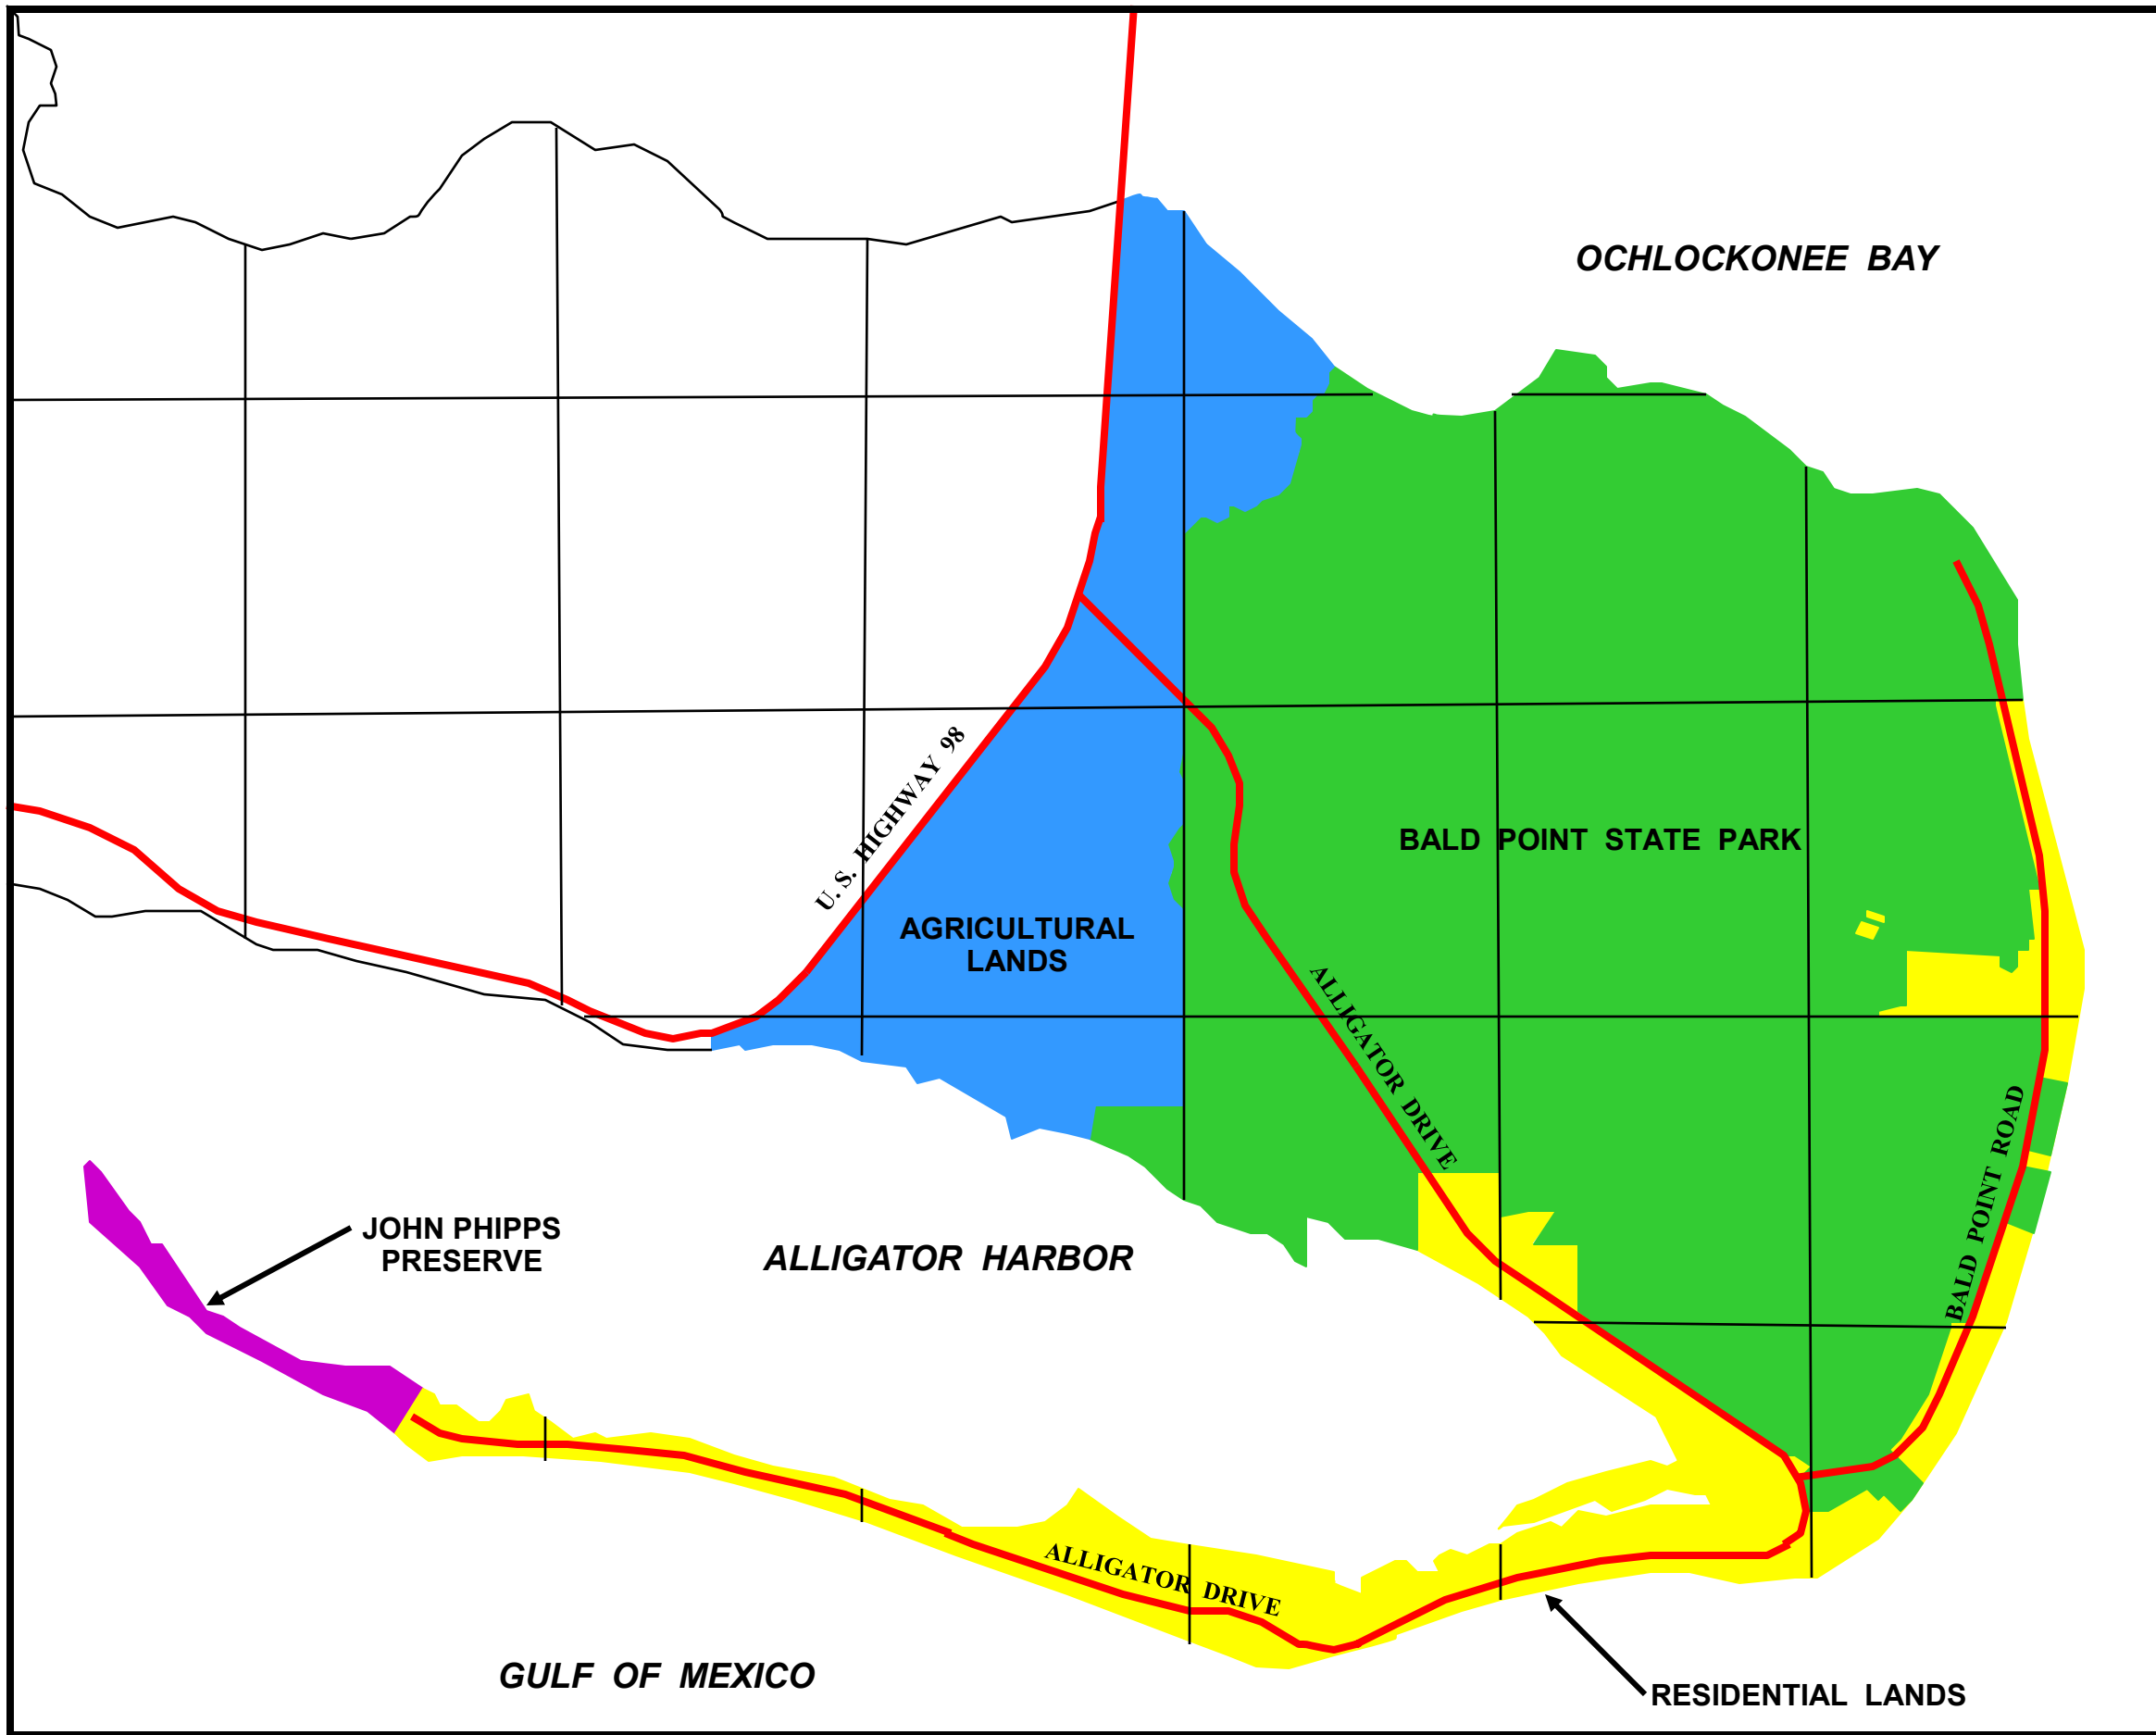 OCHLOCKONEE BAY
U. S. HIGHWAY 98
BALD POINT STATE PARK
AGRICULTURAL
LANDS
ALLIGATOR DRIVE
BALD POINT ROAD
JOHN PHIPPS
PRESERVE
ALLIGATOR HARBOR
ALLIGATOR DRIVE
GULF OF MEXICO
RESIDENTIAL LANDS